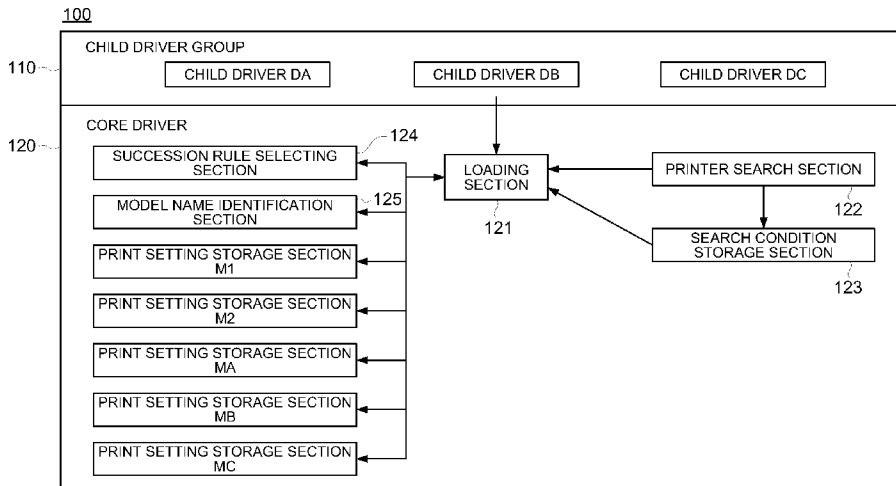 100
CHILD DRIVER GROUP
110
CHILD DRIVER DA
CHILD DRIVER DB
CHILD DRIVER DC
CORE DRIVER
120
124
SUCCESSION RULE SELECTING
SECTION
LOADING
SECTION
121
PRINTER SEARCH SECTION
122
125
MODEL NAME IDENTIFICATION
SECTION
SEARCH CONDITION
STORAGE SECTION
123
PRINT SETTING STORAGE SECTION
M1
PRINT SETTING STORAGE SECTION
M2
PRINT SETTING STORAGE SECTION
MA
PRINT SETTING STORAGE SECTION
MB
PRINT SETTING STORAGE SECTION
MC